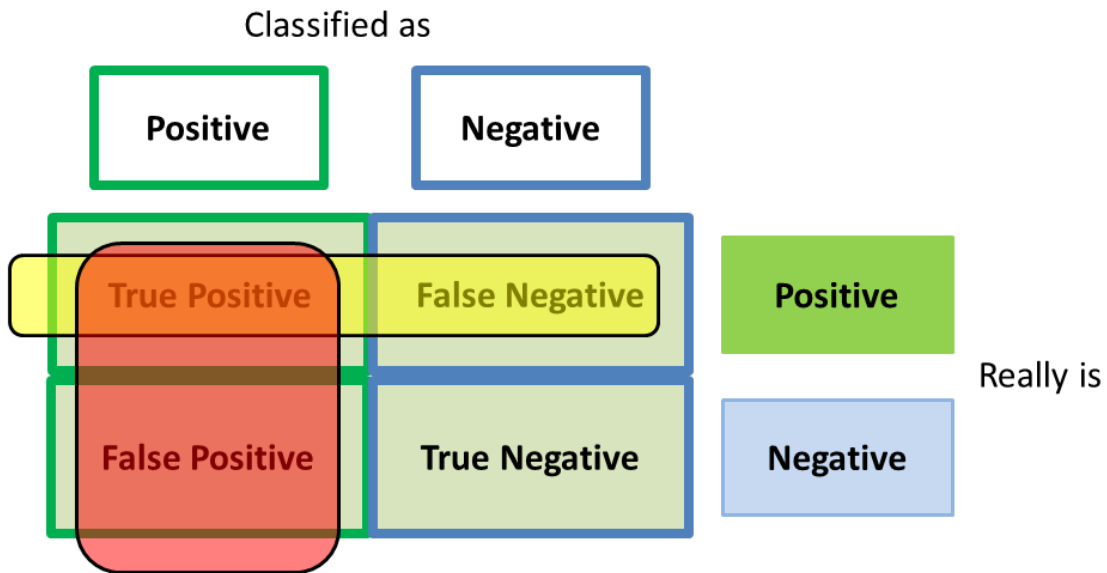 Classified as
Positive Negative
True Positive False Negative Positive
Really is
False Positive True Negative Negative